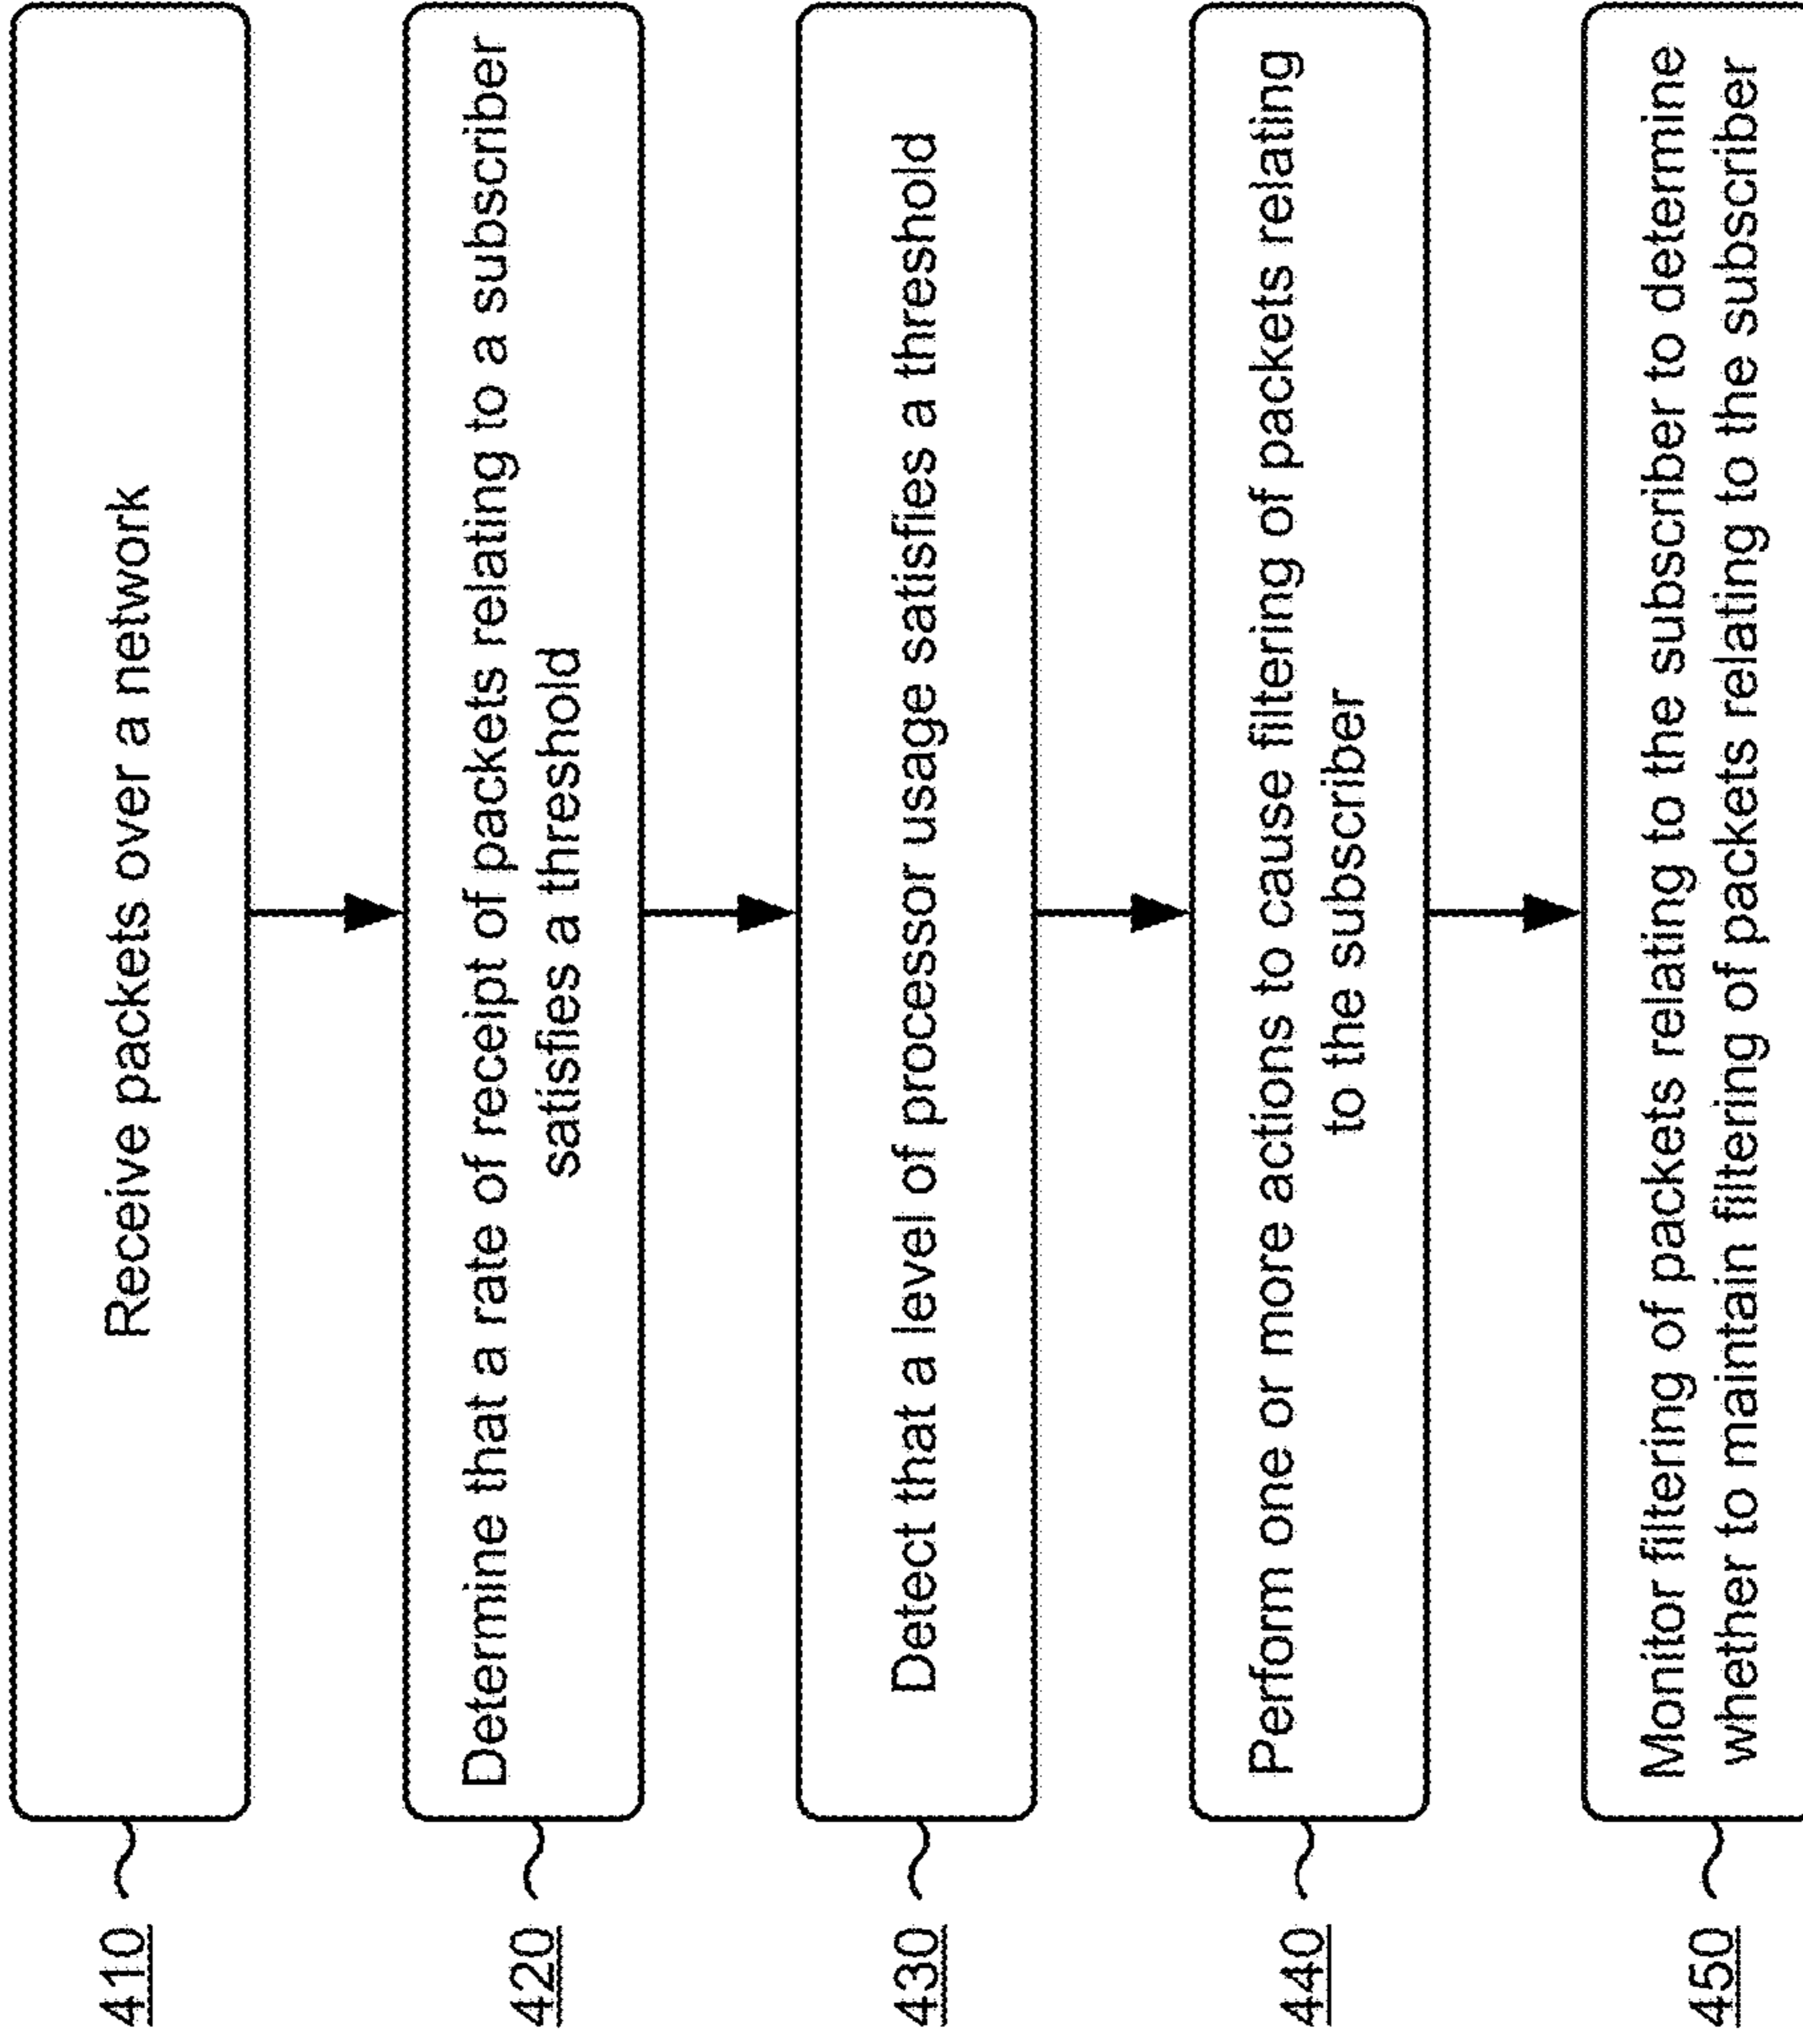 410
Receive packets over a network
420
Determine that a rate of receipt of packets relating to a subscriber
satisfies a threshold
430
Detect that a level of processor usage satisfies a threshold
440
Perform one or more actions to cause filtering of packets relating
to the subscriber
450
Monitor filtering of packets relating to the subscriber to determine
whether to maintain filtering of packets relating to the subscriber